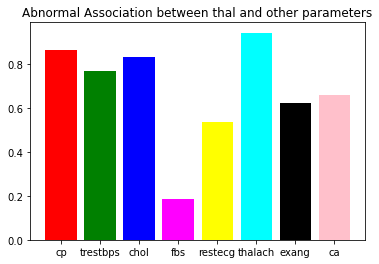 Abnormal Association between thal and other parameters
0.8
0.6
0.4
0.2
0.0
cp trestbps chol fbs restecg thalach exang ca